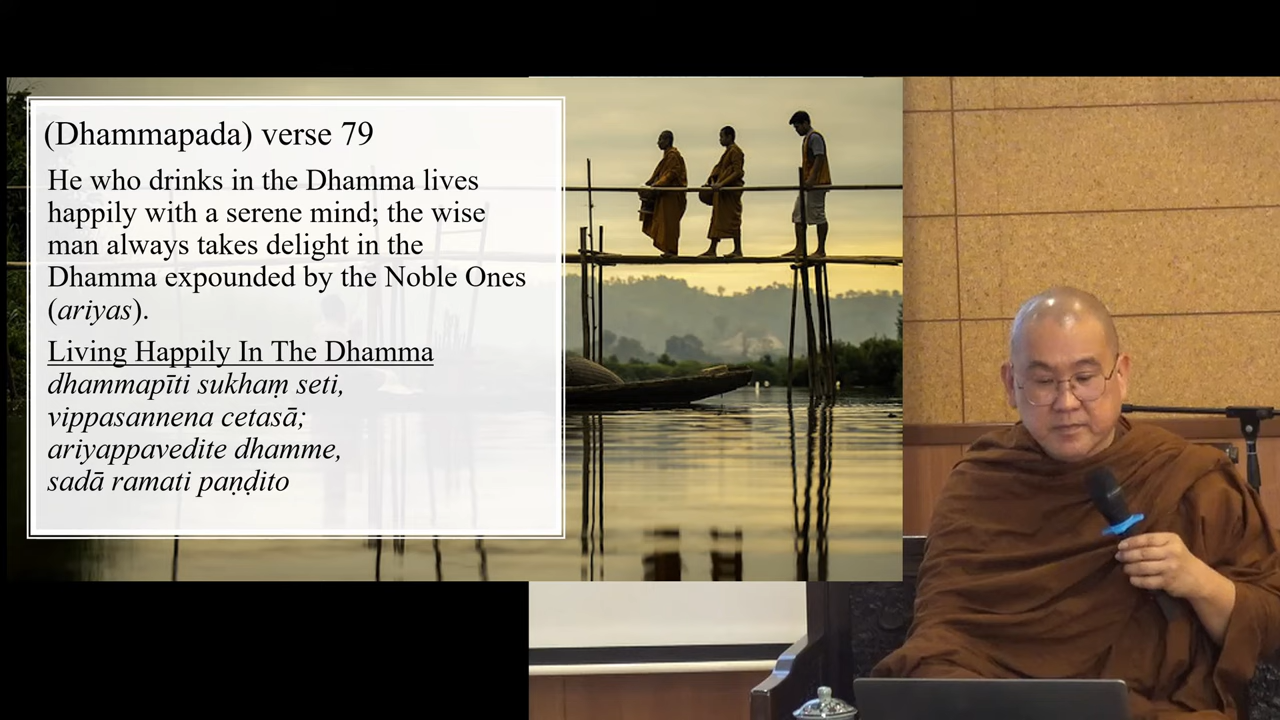 (Dhammapada) verse 79
He who drinks in the Dhamma lives
happily with a serene mind; the wise
man always takes delight in the
Dhamma expounded by the Noble Ones
(ariyas).
Living Happily In The Dhamma
dhammapīti sukhaṃ seti,
vippasannena cetasā;
ariyappavedite dhamme,
sadā ramati paṇḍito